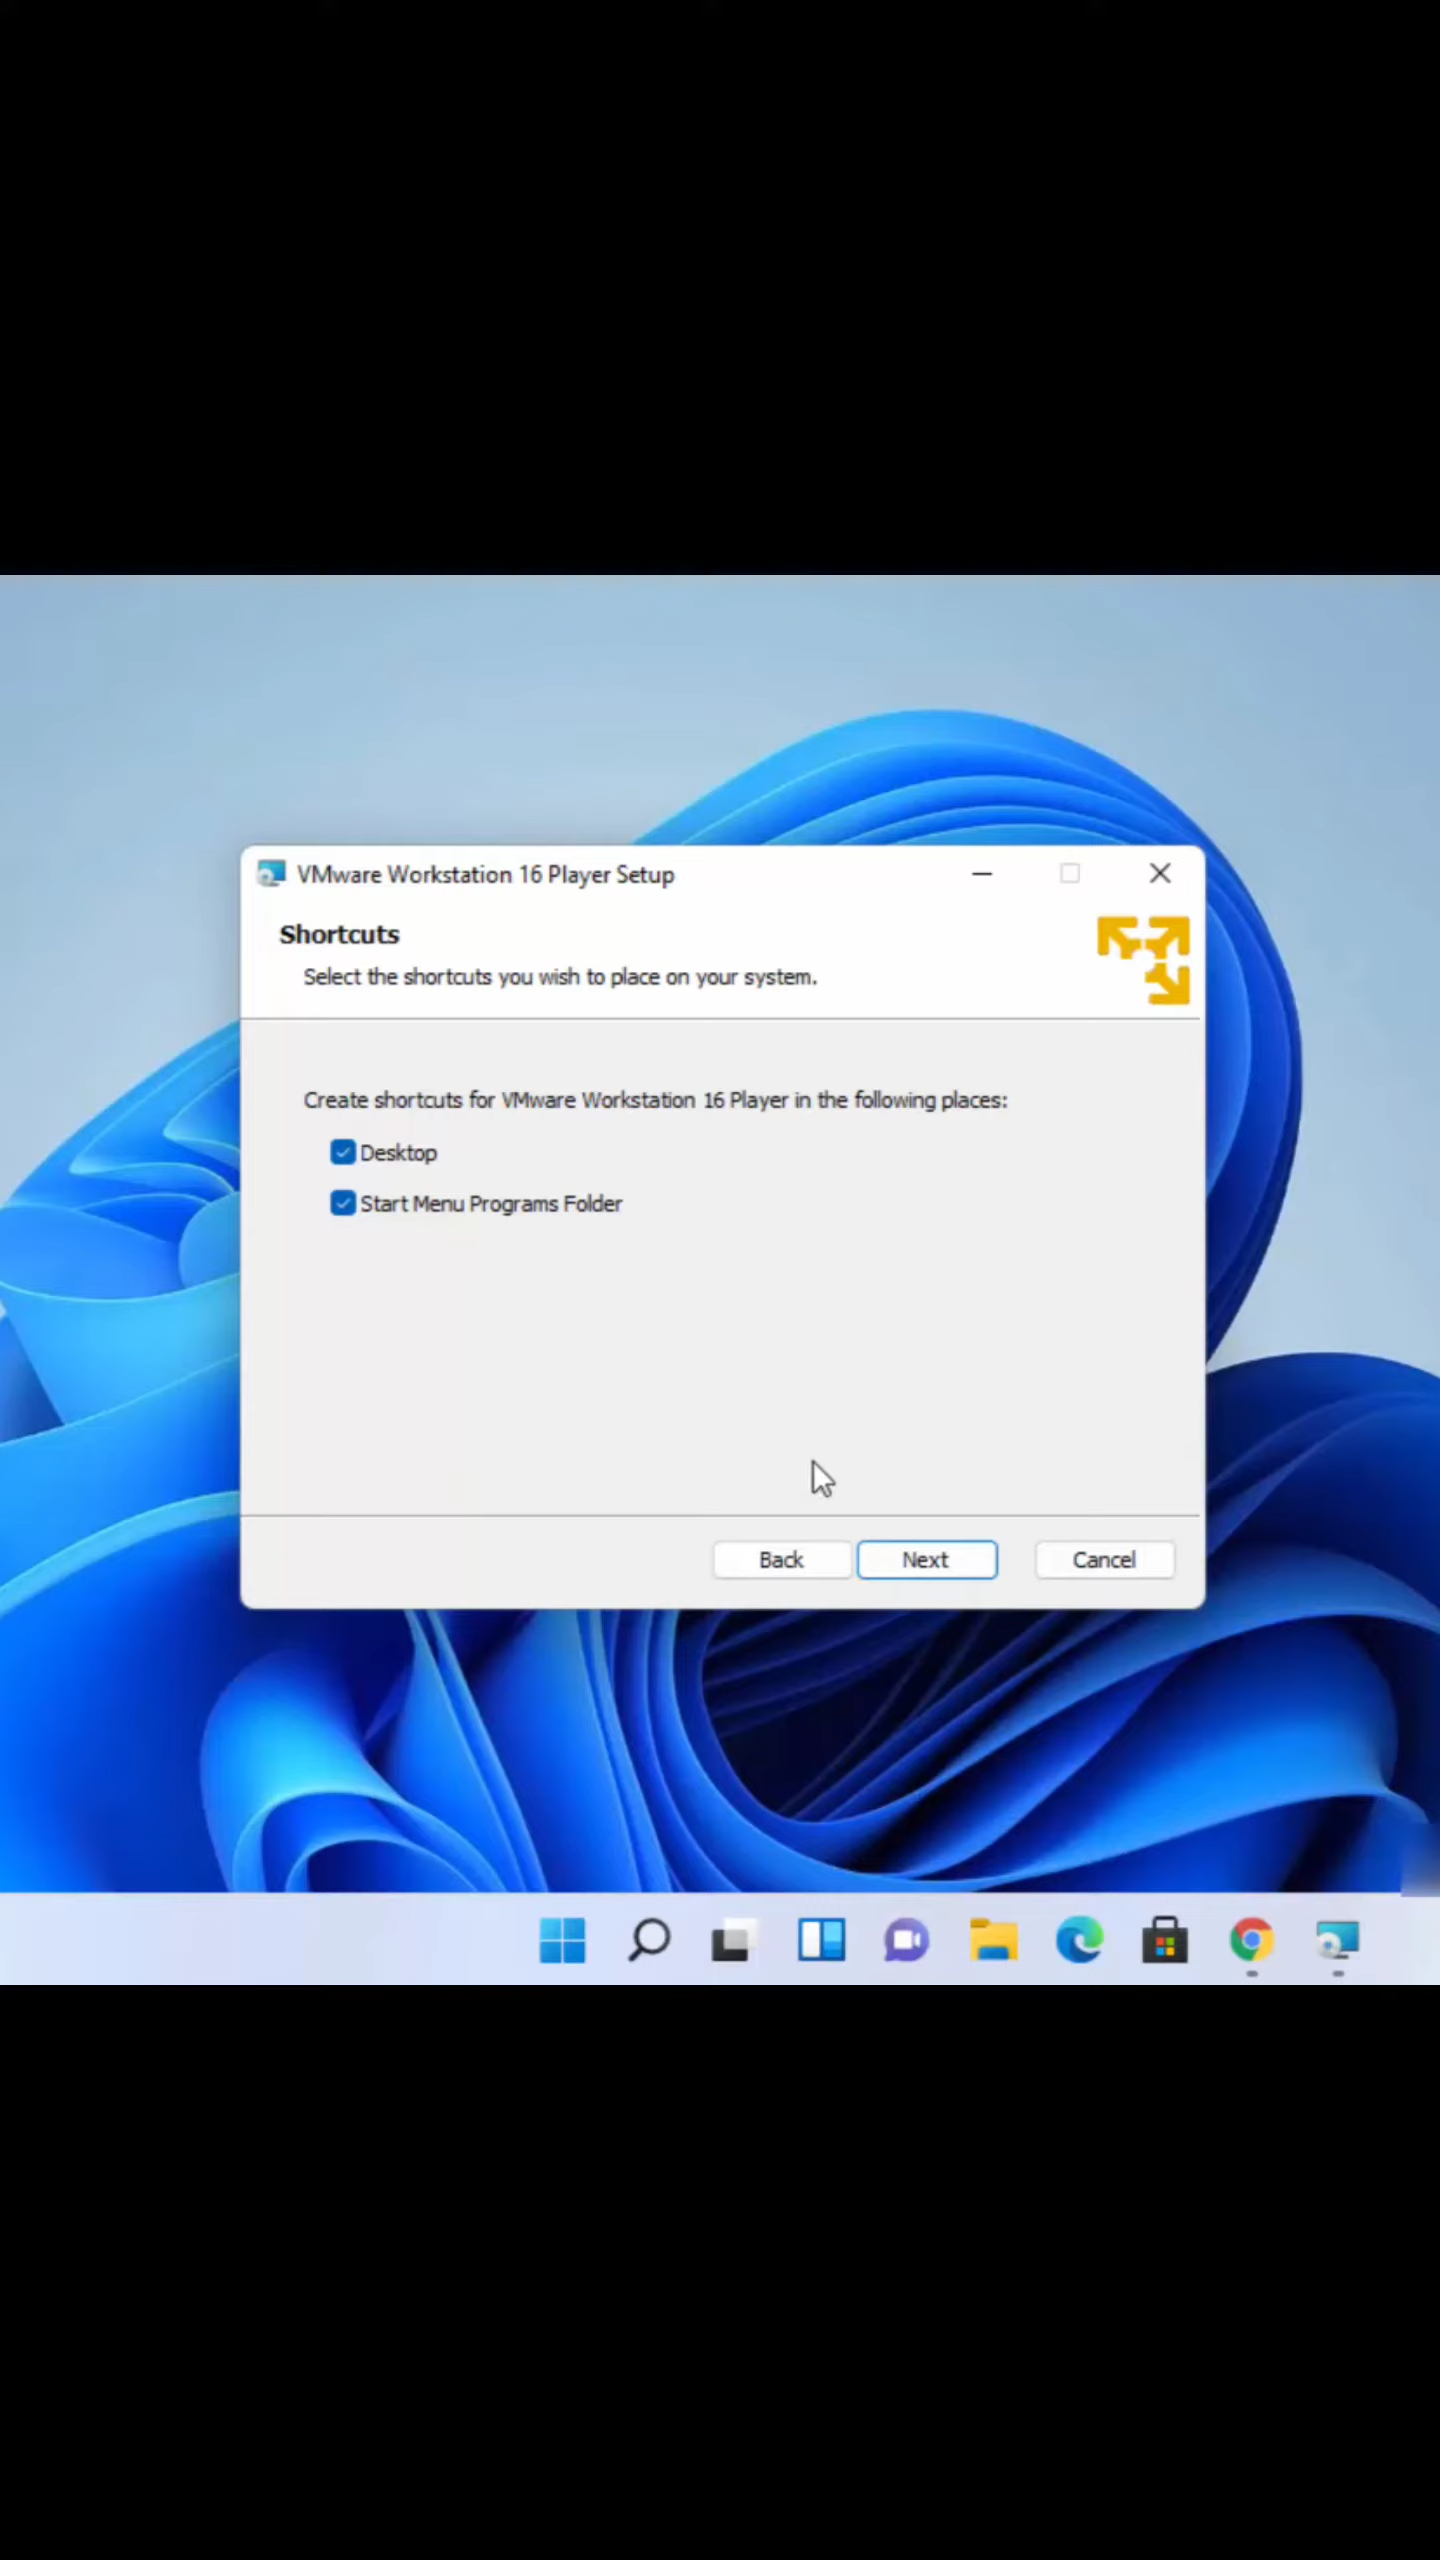 VMware Workstation 16 Player Setup
Shortcuts
Select the shortcuts you wish to place on your system.
Create shortcuts for VMware Workstation 16 Player in the following places:
Desktop
Start Menu Programs Folder
Back Next Cancel